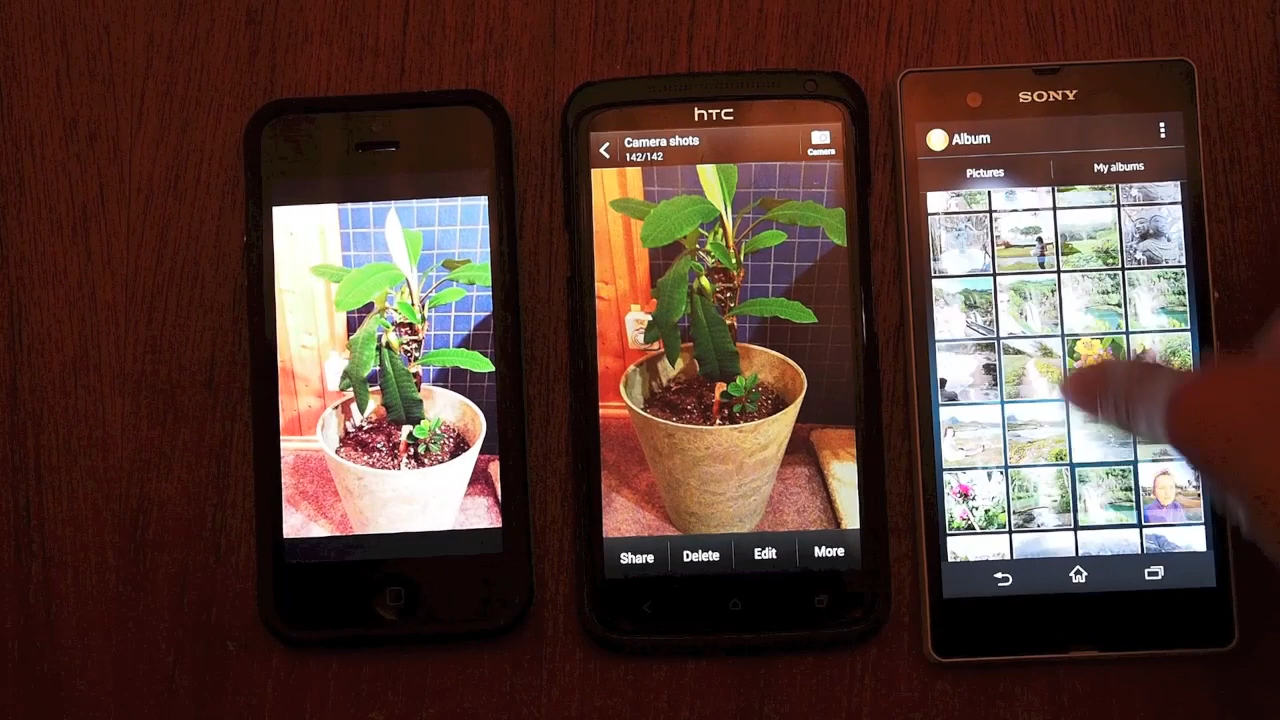 hTC
Camera shots
142/142
Camera
Share
Delete
Edit
More
SONY
Album
Pictures
My albums